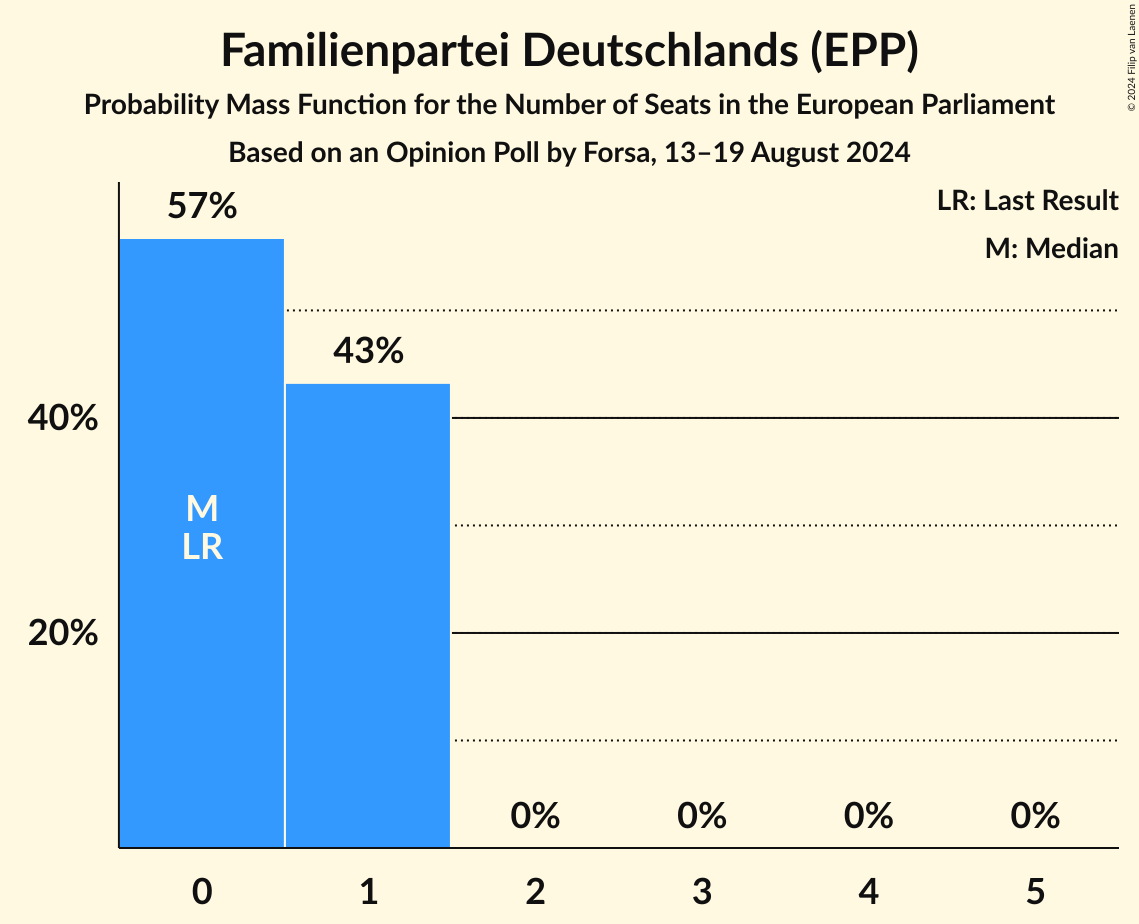 Familienpartei Deutschlands (EPP)
Probability Mass Function for the Number of Seats in the European Parliament
Based on an Opinion Poll by Forsa, 13–19 August 2024
© 2024 Filip van Laenen
LR: Last Result
M: Median
57%
43%
40%
M
LR
20%
0% 0% 0% 0%
0 1 2 3 4 5